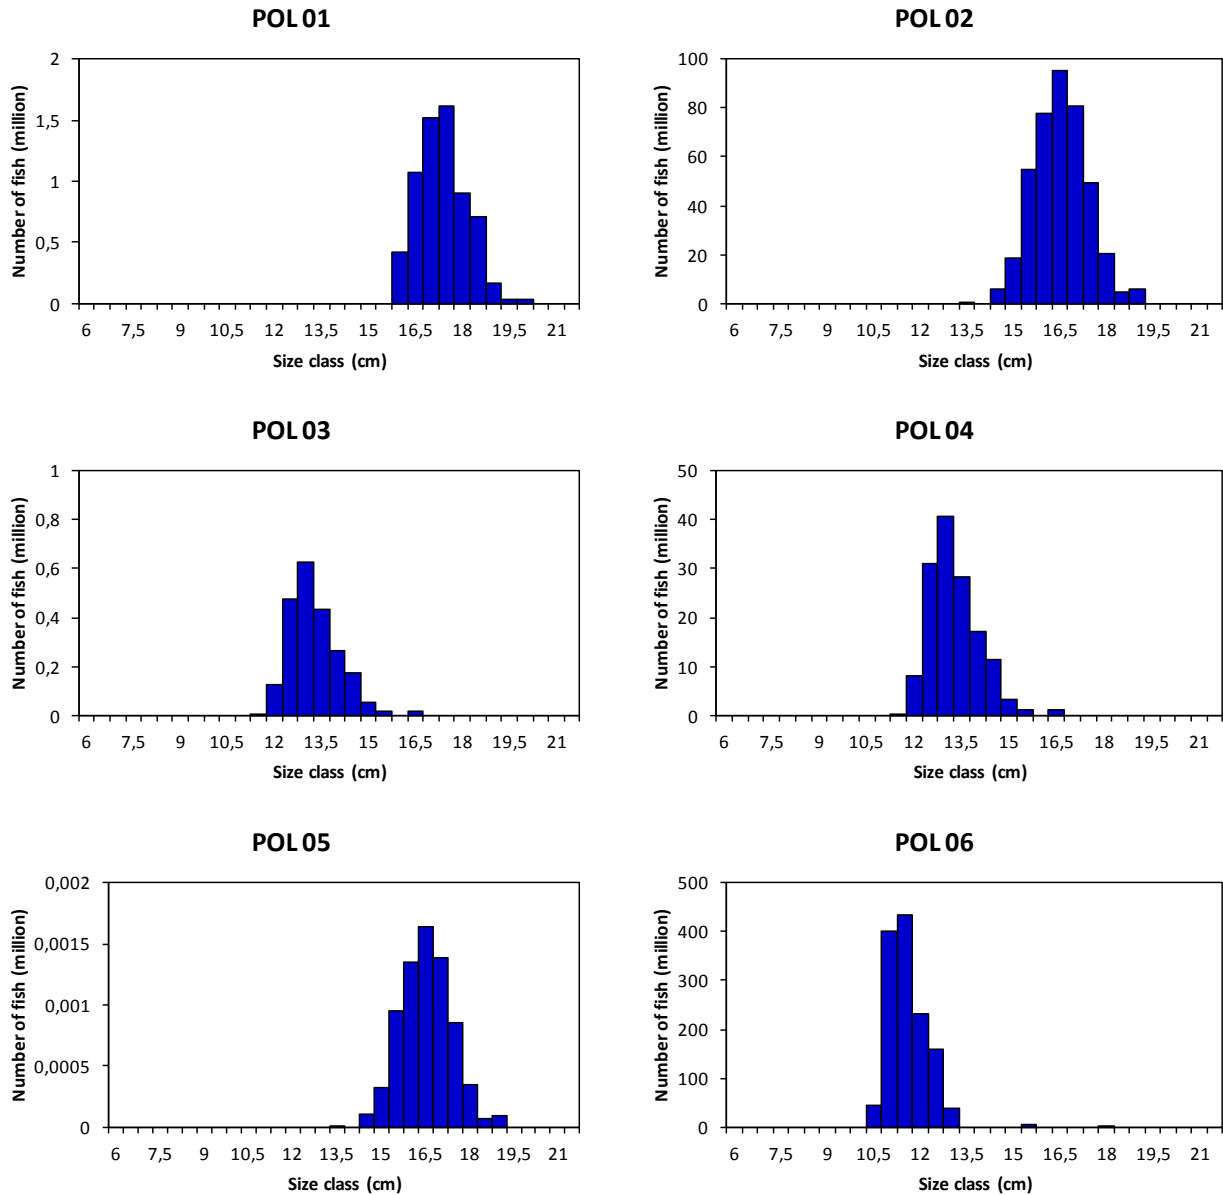 POL 01
Number of fish (million)
2
1,5
1
0,5
0
6 7,5 9 10,5 12 13,5 15 16,5 18 19,5 21
Size class (cm)
POL 02
Number of fish (million)
100
80
60
40
20
0
6 7,5 9 10,5 12 13,5 15 16,5 18 19,5 21
Size class (cm)
POL 03
Number of fish (million)
1
0,8
0,6
0,4
0,2
0
6 7,5 9 10,5 12 13,5 15 16,5 18 19,5 21
Size class (cm)
POL 04
Number of fish (million)
50
40
30
20
10
0
6 7,5 9 10,5 12 13,5 15 16,5 18 19,5 21
Size class (cm)
POL 05
Number of fish (million)
0,002
0,0015
0,001
0,0005
0
6 7,5 9 10,5 12 13,5 15 16,5 18 19,5 21
Size class (cm)
POL 06
Number of fish (million)
500
400
300
200
100
0
6 7,5 9 10,5 12 13,5 15 16,5 18 19,5 21
Size class (cm)